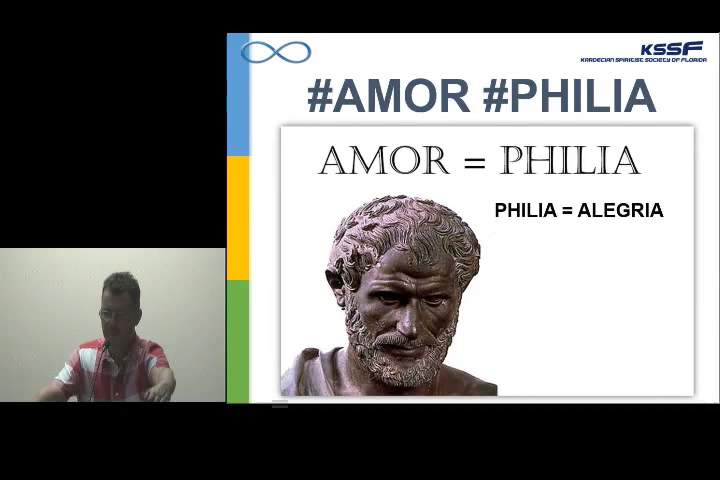 KSSF
KARDECIAN SPIRITIST SOCIETY OF FLORIDA
#AMOR #PHILIA
AMOR = PHILIA
PHILIA = ALEGRIA